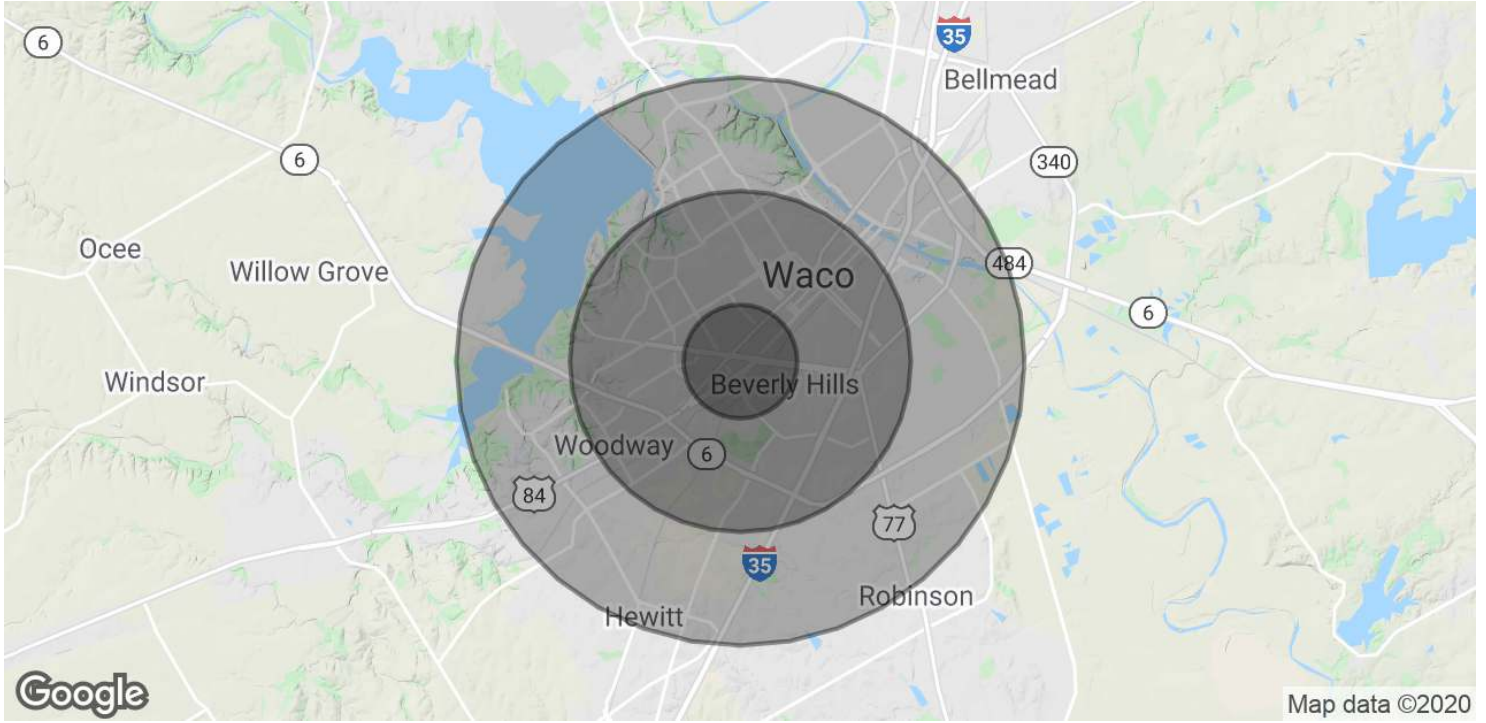 6
35
Bellmead
6
340
Ocee
Willow Grove
Waco
484
6
Windsor
Beverly Hills
Woodway
6
84
77
35
Robinson
Hewitt
Google
Map data ©2020